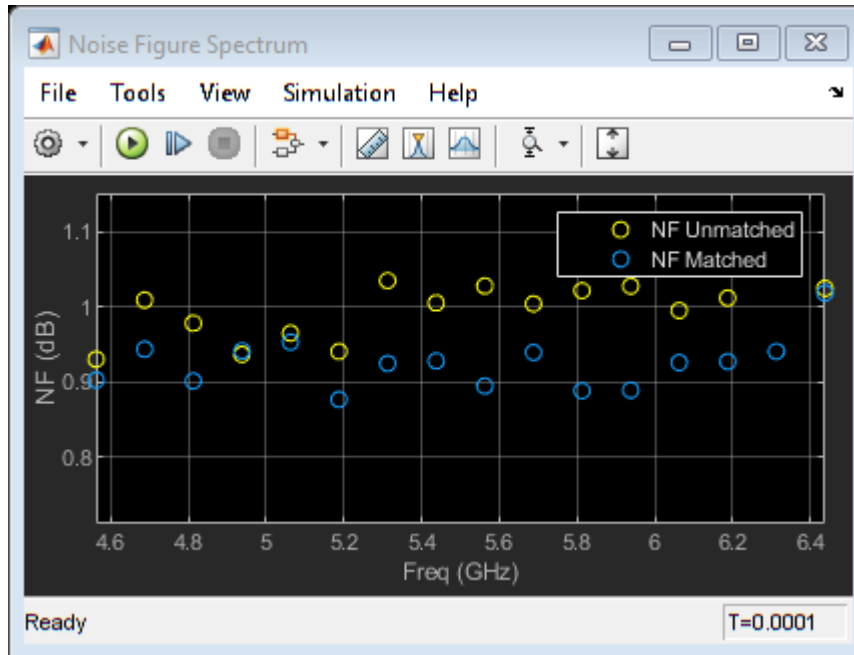 Noise Figure Spectrum
File Tools View Simulation Help
NF Unmatched
NF Matched
1.1
1
0.9
0.8
NF (dB)
4.6 4.8 5 5.2 5.4 5.6 5.8 6 6.2 6.4
Freq (GHz)
Ready T=0.0001